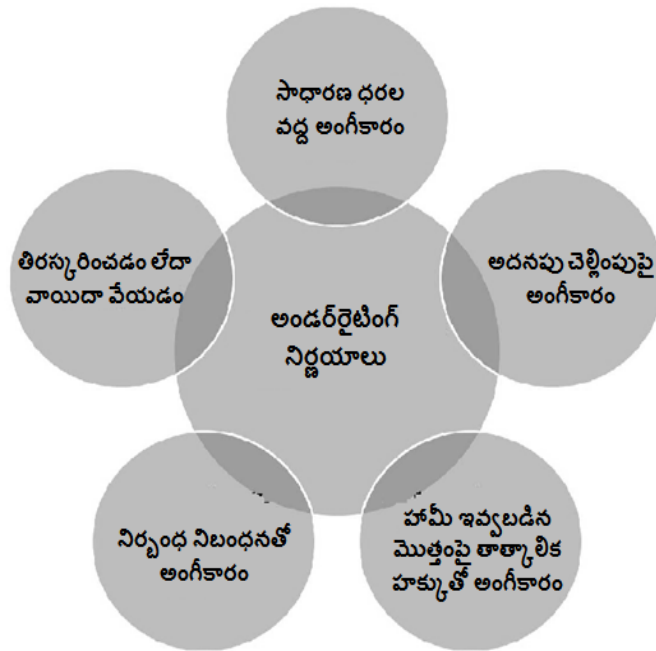 సాధారణ ధరల
వద్ద అంగీకారం
తిరస్కరించడం లేదా
వాయిదా వేయడం
అదనపు చెల్లింపుపై
అంగీకారం
అండర్‌రైటింగ్
నిర్ణయాలు
నిర్బంధ నిబంధనతో
అంగీకారం
హామీ ఇవ్వబడిన
మొత్తంపై తాత్కాలిక
హక్కుతో అంగీకారం